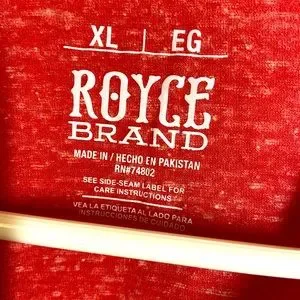 XL | EG
ROYCE
BRAND
MADE IN / HECHO EN PAKISTAN
RN#74802
SEE SIDE-SEAM LABEL FOR
CARE INSTRUCTIONS
VEA LA ETIQUETA AL LADO PARA
INSTRUCCIONES DE CUIDADO